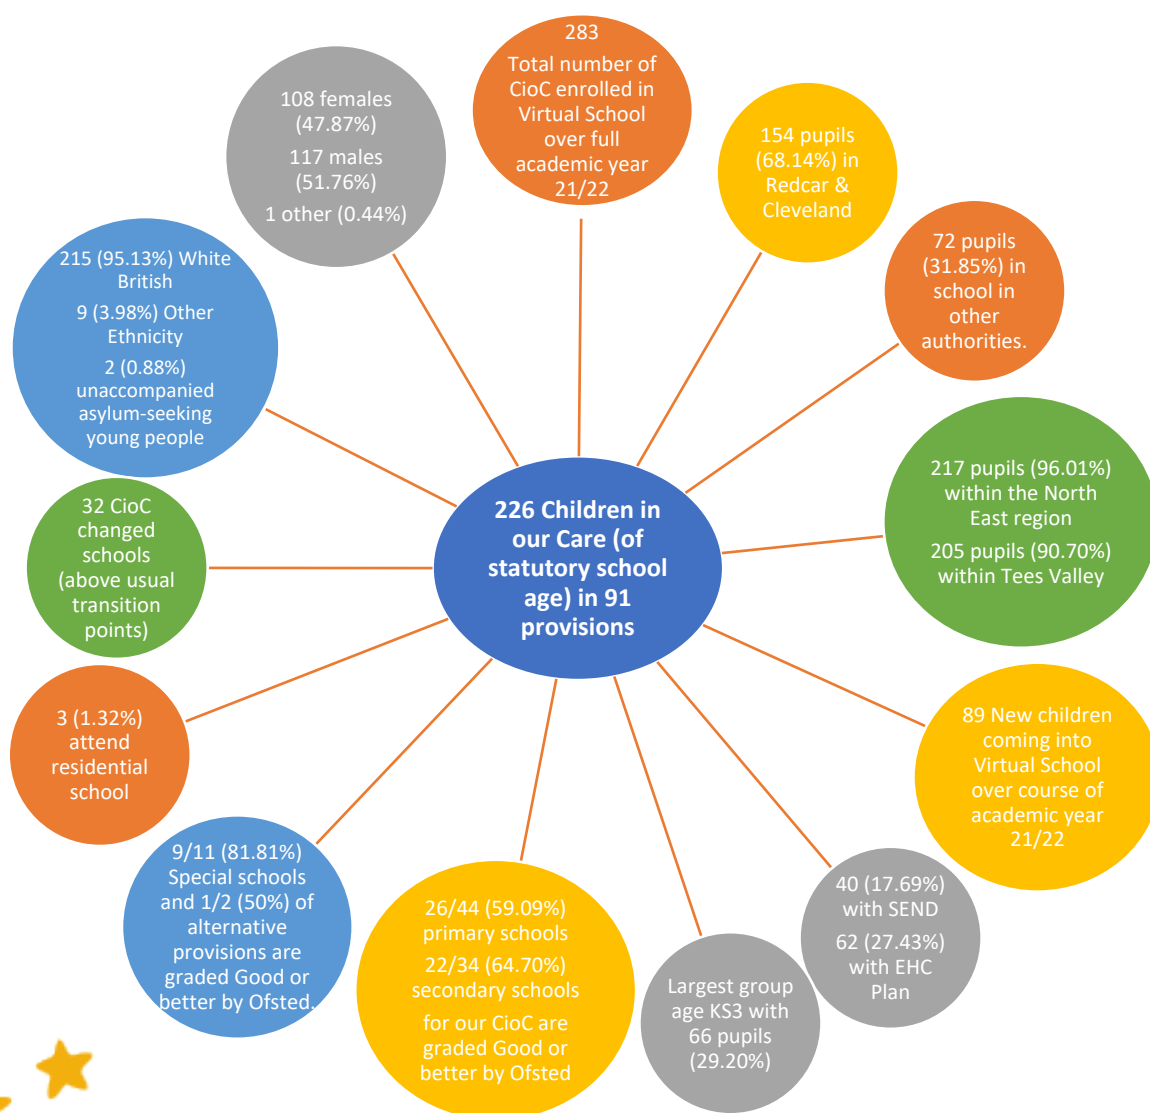 283
Total number of
CioC enrolled in
Virtual School
over full
academic year
21/22
154 pupils
(68.14%) in
Redcar &
Cleveland
72 pupils
(31.85%) in
school in
other
authorities.
217 pupils (96.01%)
within the North
East region
205 pupils (90.70%)
within Tees Valley
89 New children
coming into
Virtual School
over course of
academic year
21/22
40 (17.69%)
with SEND
62 (27.43%)
with EHC
Plan
Largest group
age KS3 with
66 pupils
(29.20%)
26/44 (59.09%)
primary schools
22/34 (64.70%)
secondary schools
for our CioC are
graded Good or
better by Ofsted
9/11 (81.81%)
Special schools
and 1/2 (50%) of
alternative
provisions are
graded Good or
better by Ofsted.
3 (1.32%)
attend
residential
school
32 CioC
changed
schools
(above usual
transition
points)
215 (95.13%) White
British
9 (3.98%) Other
Ethnicity
2 (0.88%)
unaccompanied
asylum-seeking
young people
108 females
(47.87%)
117 males
(51.76%)
1 other (0.44%)
226 Children in
our Care (of
statutory school
age) in 91
provisions